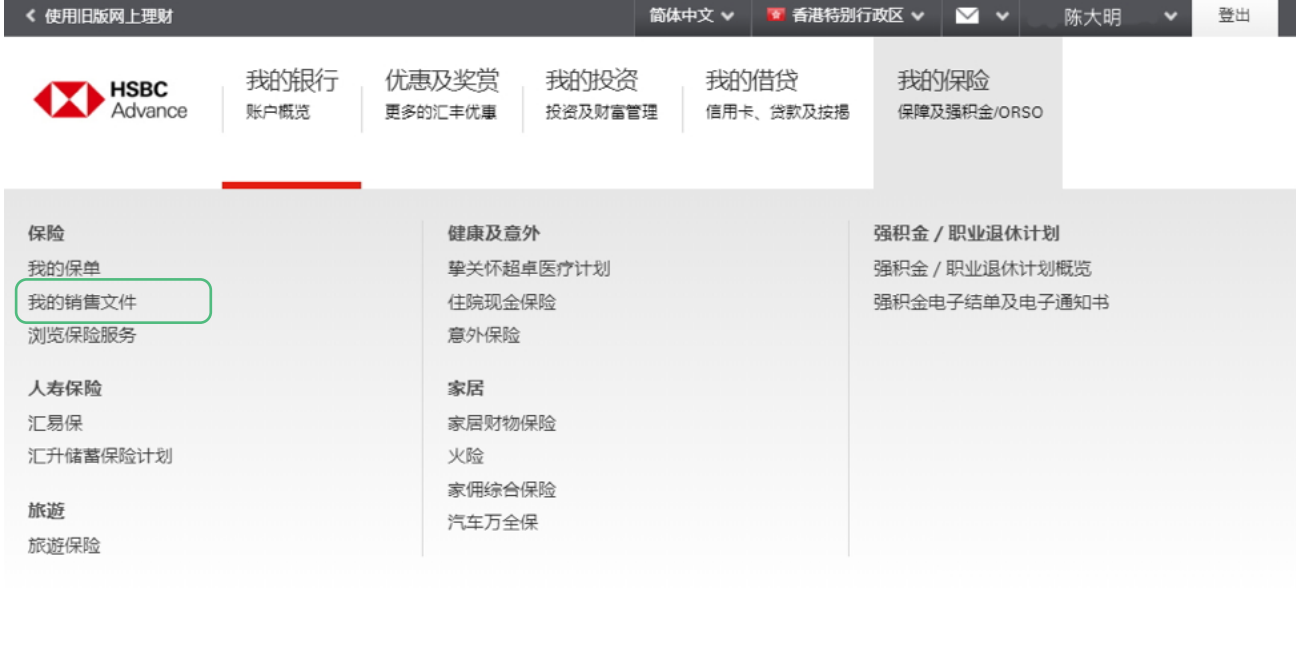 使用旧版网上理财
简体中文
香港特别行政区
陈大明
登出
HSBC
Advance
我的银行
账户概览
优惠及奖赏
更多的汇丰优惠
我的投资
投资及财富管理
我的借贷
信用卡、贷款及按揭
我的保险
保障及强积金/ORSO
保险
我的保单
我的销售文件
浏览保险服务
人寿保险
汇易保
汇升储蓄保险计划
旅遊
旅遊保险
健康及意外
挚关怀超卓医疗计划
住院现金保险
意外保险
家居
家居财物保险
火险
家佣综合保险
汽车万全保
强积金 / 职业退休计划
强积金 / 职业退休计划概览
强积金电子结单及电子通知书